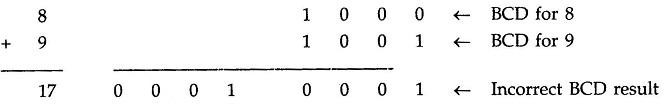 8 1 0 0 0 ← BCD for 8
+ 9 1 0 0 1 ← BCD for 9
17 0 0 0 1 0 0 0 1 ← Incorrect BCD result